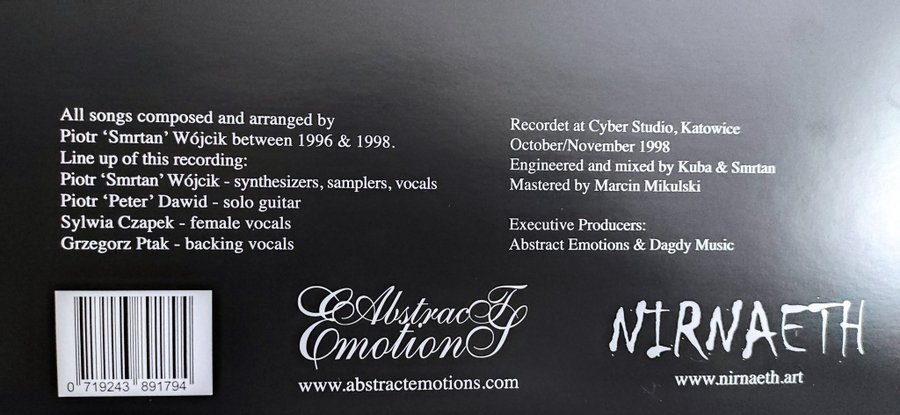 All songs composed and arranged by
Piotr ‘Smrtan’ Wójcik between 1996 & 1998.
Line up of this recording:
Piotr ‘Smrtan’ Wójcik - synthesizers, samplers, vocals
Piotr ‘Peter’ Dawid - solo guitar
Sylwia Czapek - female vocals
Grzegorz Ptak - backing vocals
Recordet at Cyber Studio, Katowice
October/November 1998
Engineered and mixed by Kuba & Smrtan
Mastered by Marcin Mikulski
Executive Producers:
Abstract Emotions & Dagdy Music
0 719243 891794
Abstract
Emotions
www.abstractemotions.com
NIRNAETH
www.nirnaeth.art